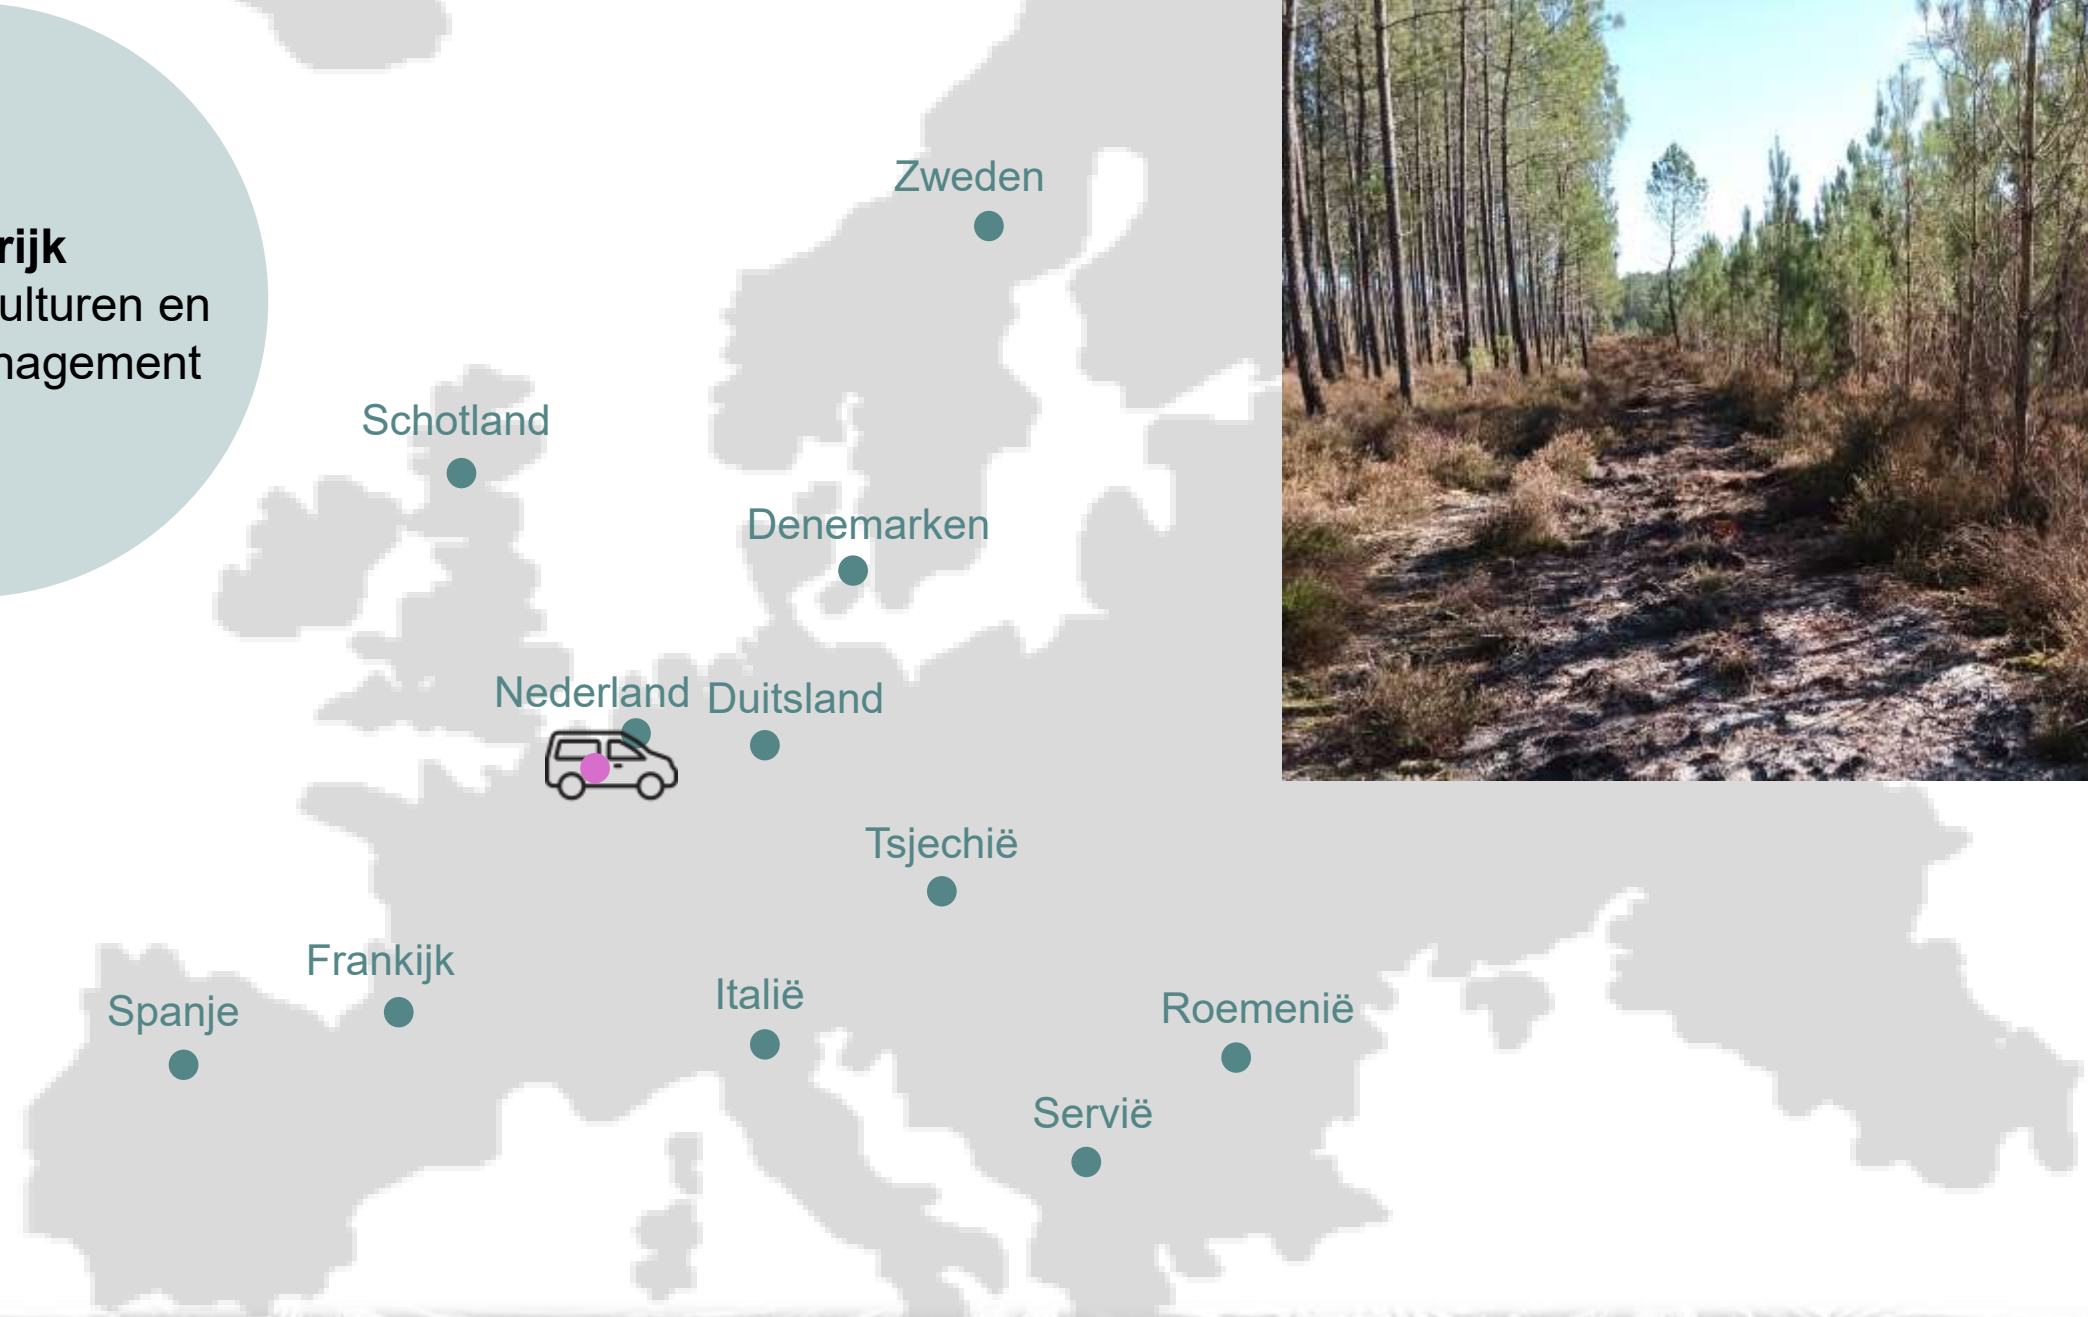 rijk
ulturen en
nagement
Zweden
Schotland
Denemarken
Nederland
Duitsland
Tsjechië
Frankijk
Spanje
Italië
Roemenië
Servië